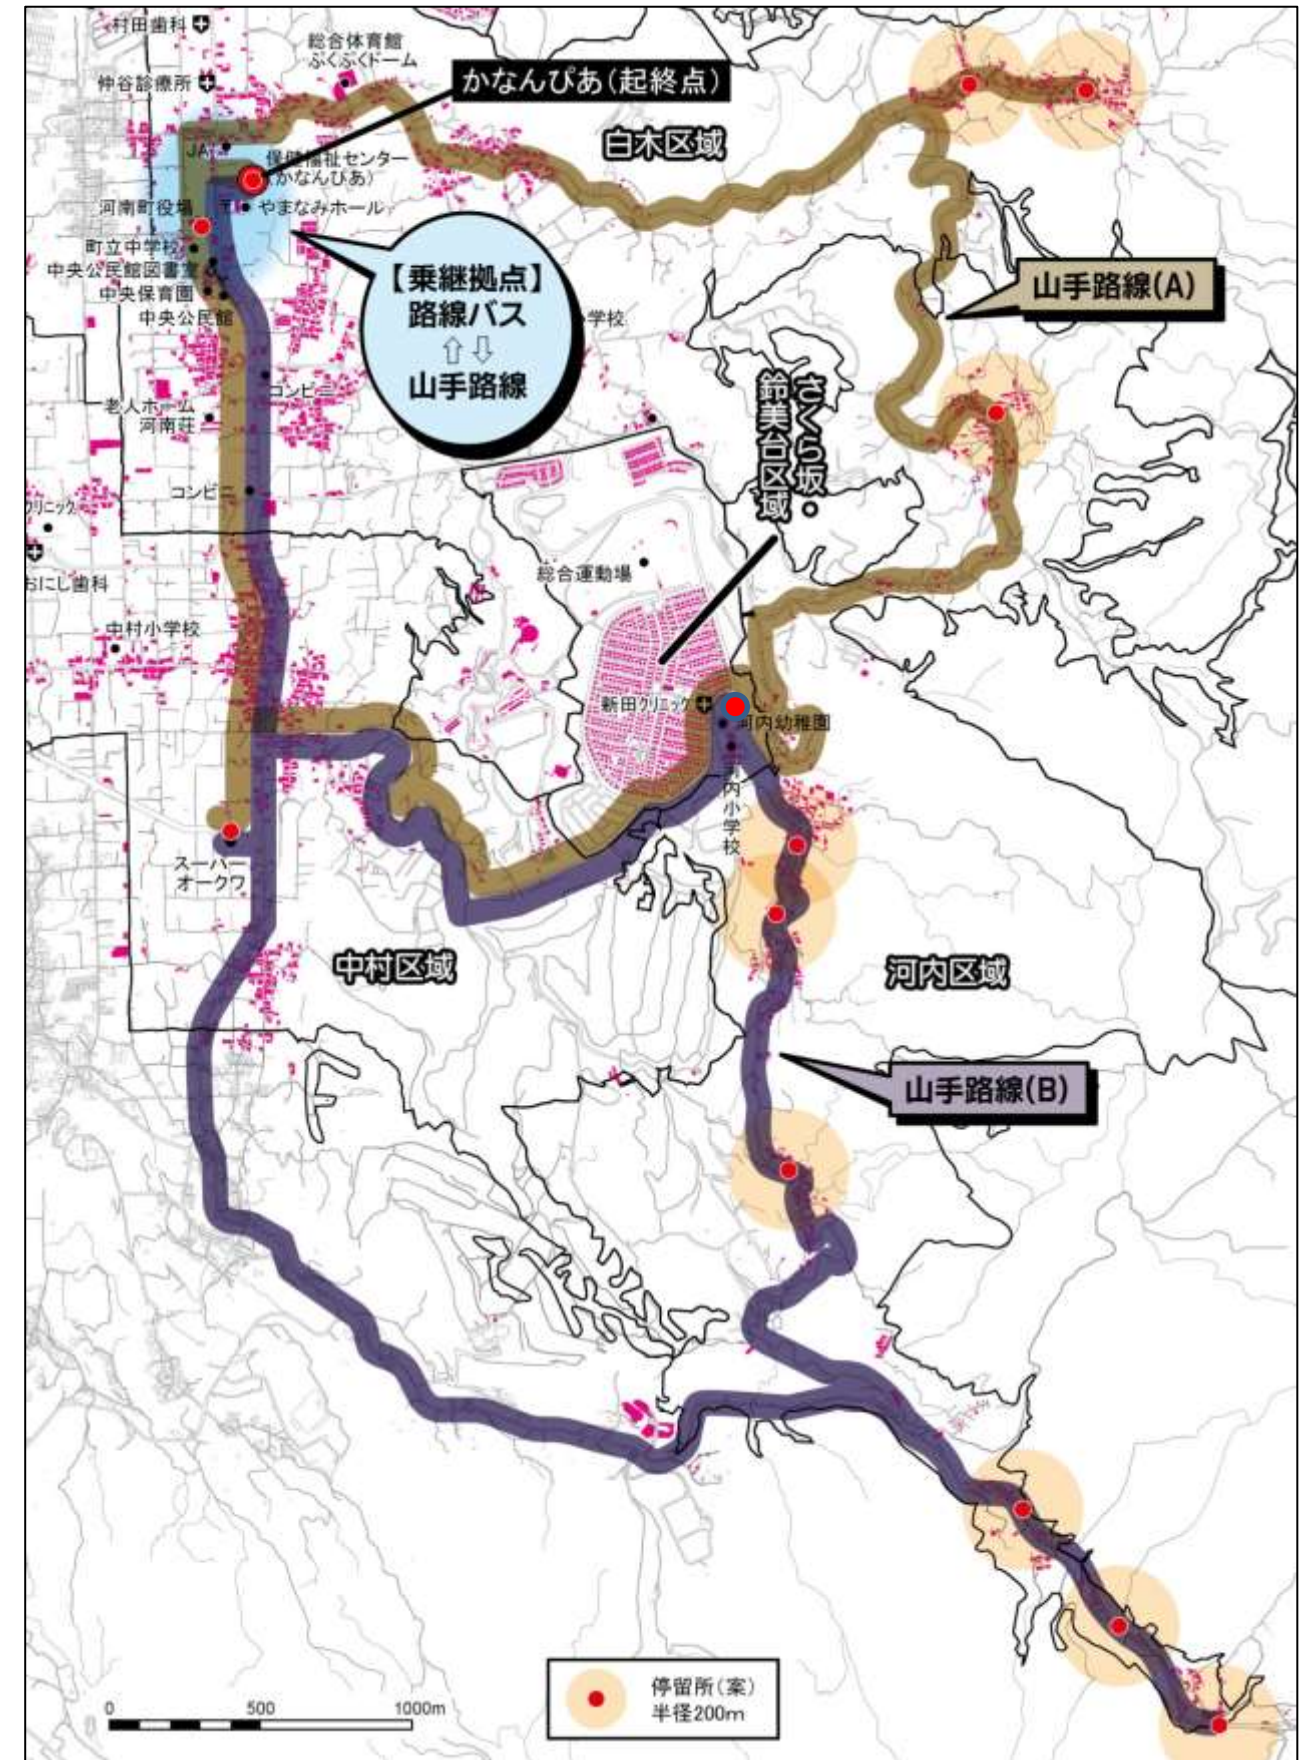 村田歯科
総合体育館
ぷくぷくドーム
仲谷診療所
かなんぴあ(起終点)
白木区域
JA
保健福祉センター
(かなんぴあ)
河南町役場
やまなみホール
町立中学校
中央公民館図書室
中央保育園
中央公民館
【乗継拠点】
路線バス
⇧⇩
山手路線
学校
山手路線(A)
さくら坂・
鈴美台区域
コンビニ
老人ホーム
河南荘
コンビニ
クリニック
おにし歯科
総合運動場
中村小学校
新田クリニック
河内幼稚園
河内小学校
スーパー
オークワ
中村区域
河内区域
山手路線(B)
停留所(案)
半径200m
0 500 1000m